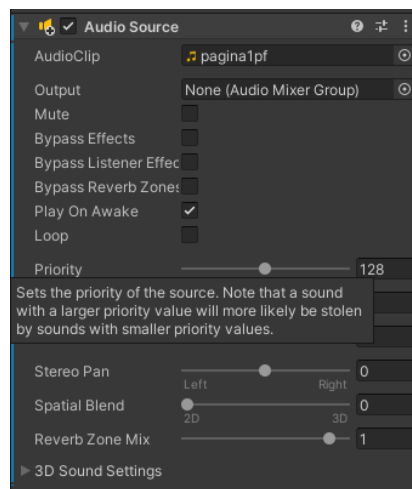 Audio Source
AudioClip pagina1pf
Output None (Audio Mixer Group)
Mute
Bypass Effects
Bypass Listener Effec
Bypass Reverb Zones
Play On Awake
Loop
Priority 128
Sets the priority of the source. Note that a sound
with a larger priority value will more likely be stolen
by sounds with smaller priority values.
Stereo Pan 0
Left Right
Spatial Blend 0
2D 3D
Reverb Zone Mix 1
3D Sound Settings